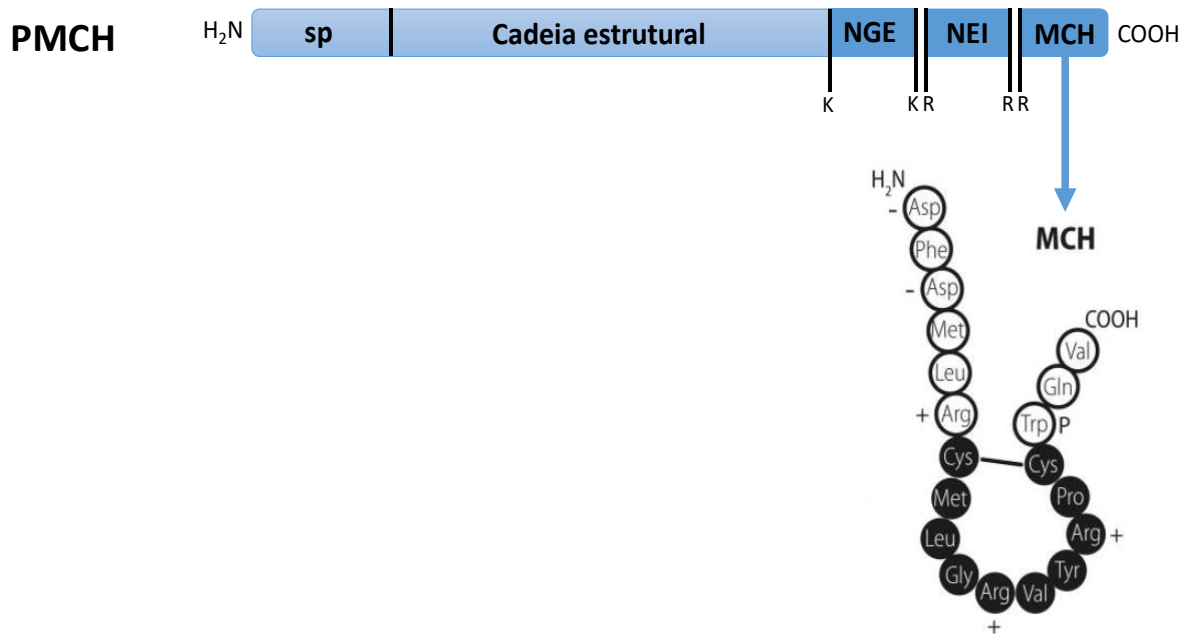 PMCH
H₂N
sp
Cadeia estrutural
NGE
NEI
MCH
COOH
K
K R
R R
H₂N
- Asp
Phe
- Asp
Met
Leu
+ Arg
Cys
Met
Leu
Gly
Arg
+
Val
Tyr
Arg +
Pro
Cys
Trp P
Gln
Val
COOH
MCH